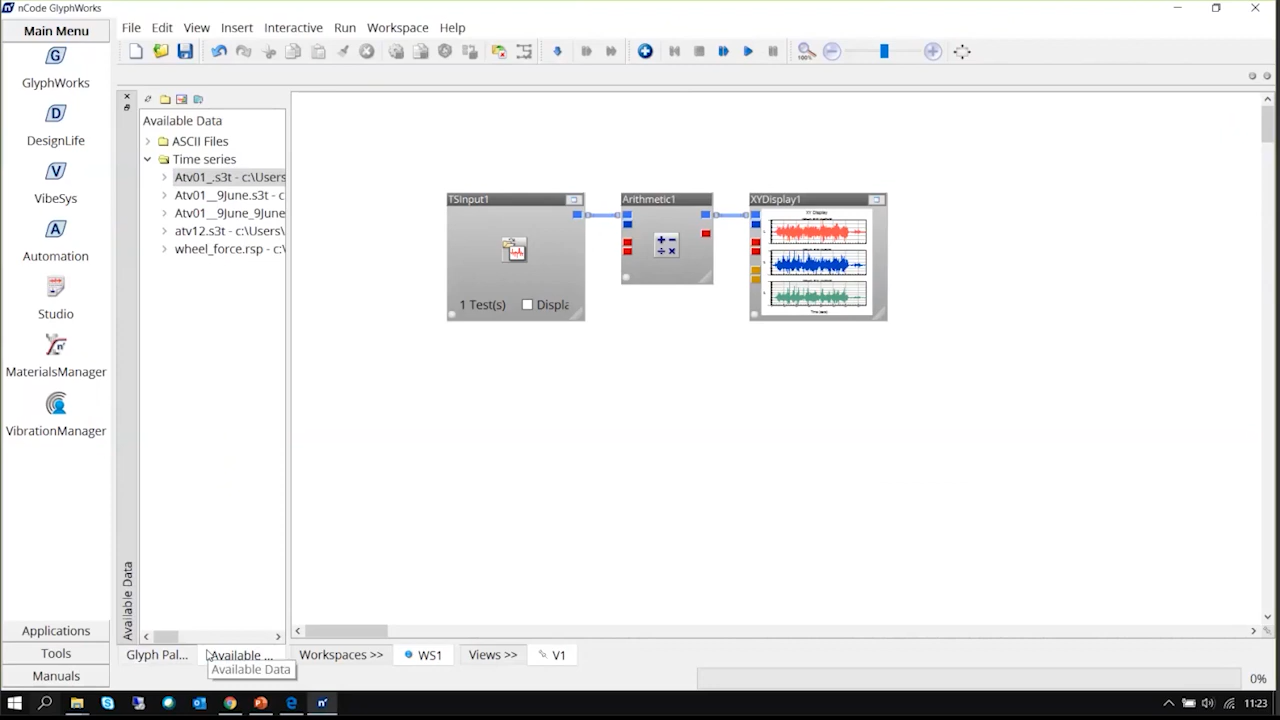 nCode GlyphWorks
Main Menu
File Edit View Insert Interactive Run Workspace Help
GlyphWorks
DesignLife
VibeSys
Automation
Studio
MaterialsManager
VibrationManager
Applications
Tools
Manuals
100%
Available Data
ASCII Files
Time series
Atv01_.s3t - c:\Users
Atv01__9June.s3t - c
Atv01__9June_9June
atv12.s3t - c:\Users\
wheel_force.rsp - c:\
Available Data
TSInput1
1 Test(s) Displa
Arithmetic1
XYDisplay1
XY Display
Glyph Pal... Available ... Workspaces >> WS1 Views >> V1
Available Data
0%
11:23